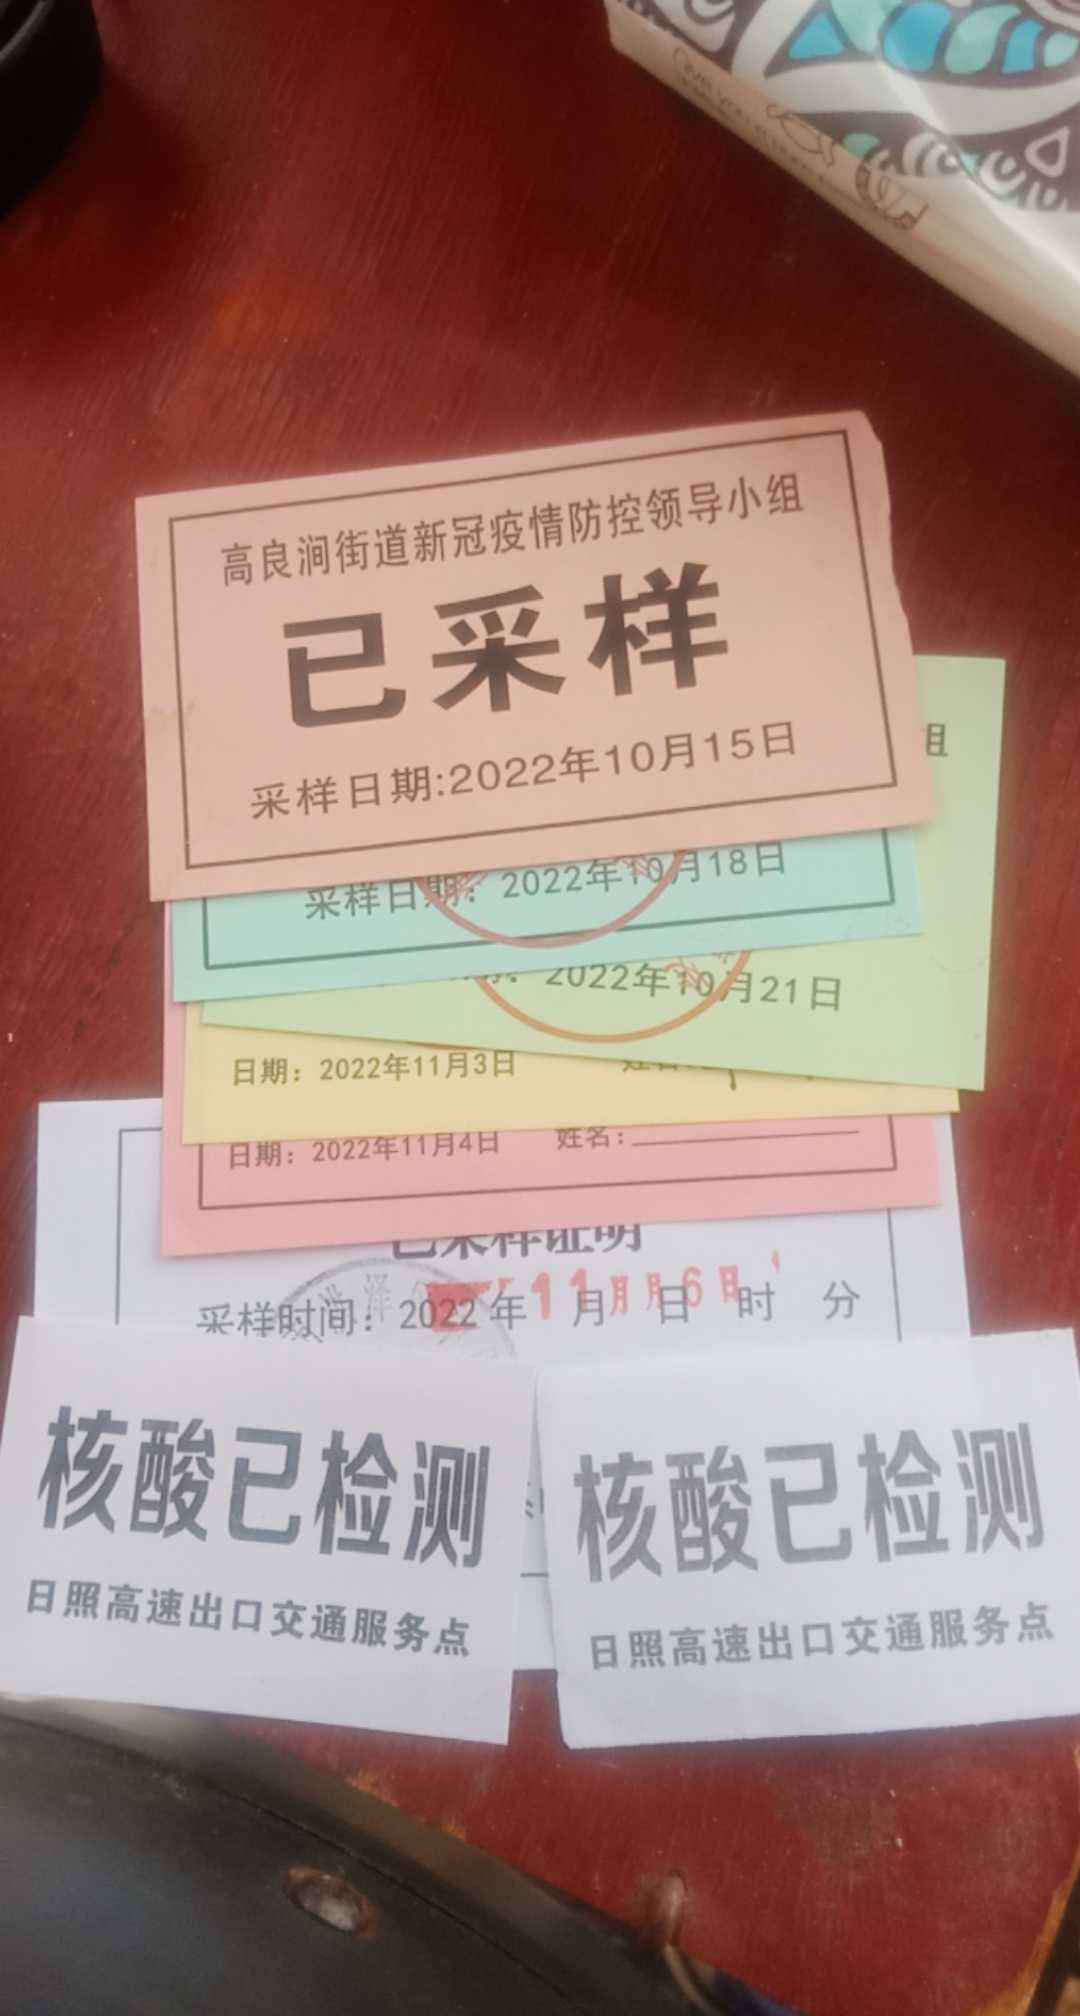 Give you
高良涧街道新冠疫情防控领导小组
已采样
采样日期:2022年10月15日
组
采样日期：2022年10月18日
2022年10月21日
日期：2022年11月3日
日期：2022年11月4日 姓名：
已采样证明
采样时间：2022年11月6日 时 分
核酸已检测
日照高速出口交通服务点
核酸已检测
日照高速出口交通服务点